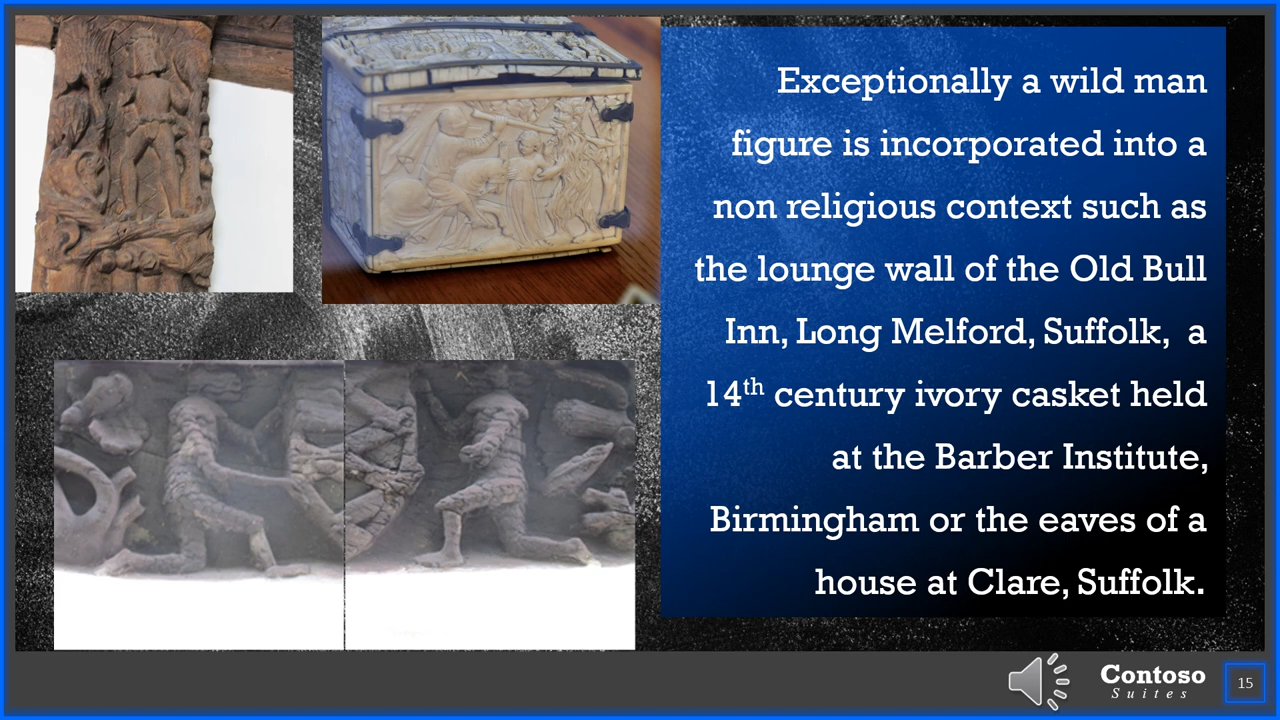 Exceptionally a wild man
figure is incorporated into a
non religious context such as
the lounge wall of the Old Bull
Inn, Long Melford, Suffolk,  a
14th century ivory casket held
at the Barber Institute,
Birmingham or the eaves of a
house at Clare, Suffolk.
Contoso
Suites
15